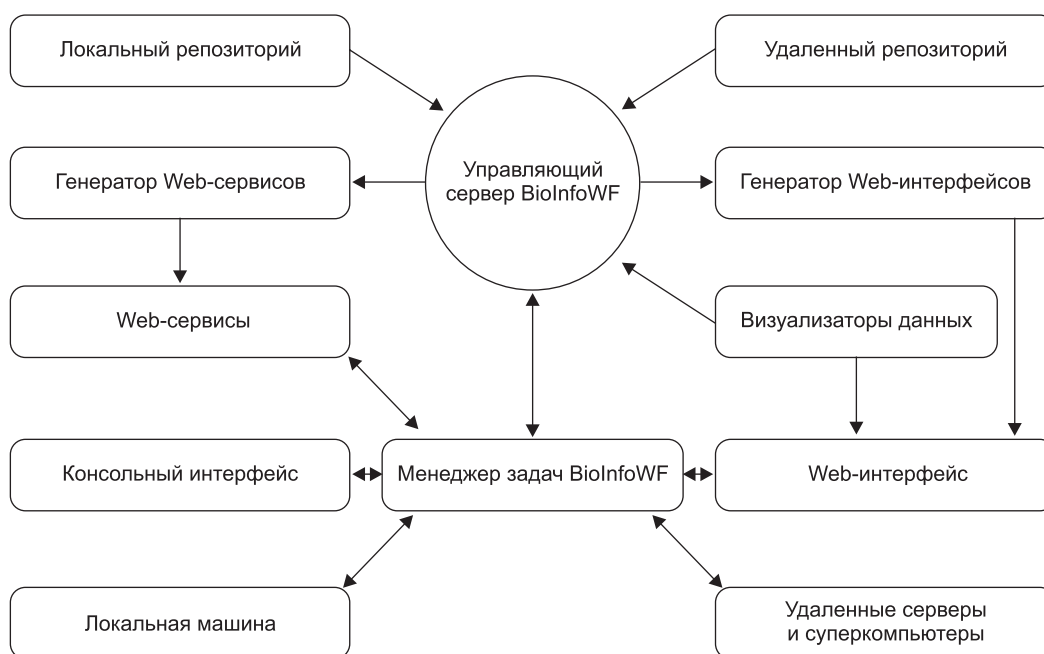 Локальный репозиторий
Удаленный репозиторий
Управляющий
сервер BioInfoWF
Генератор Web-сервисов
Генератор Web-интерфейсов
Web-сервисы
Визуализаторы данных
Консольный интерфейс
Менеджер задач BioInfoWF
Web-интерфейс
Локальная машина
Удаленные серверы
и суперкомпьютеры